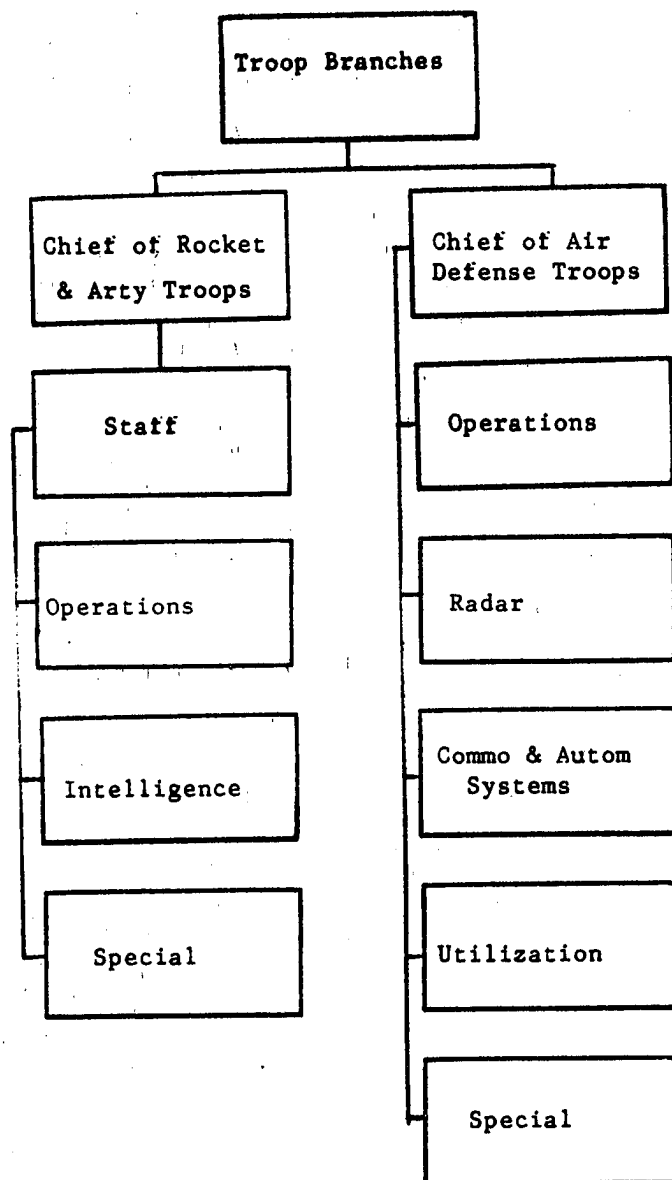 Troop Branches
Chief of Rocket
& Arty Troops
Staff
Operations
Intelligence
Special
Chief of Air
Defense Troops
Operations
Radar
Commo & Autom
Systems
Utilization
Special